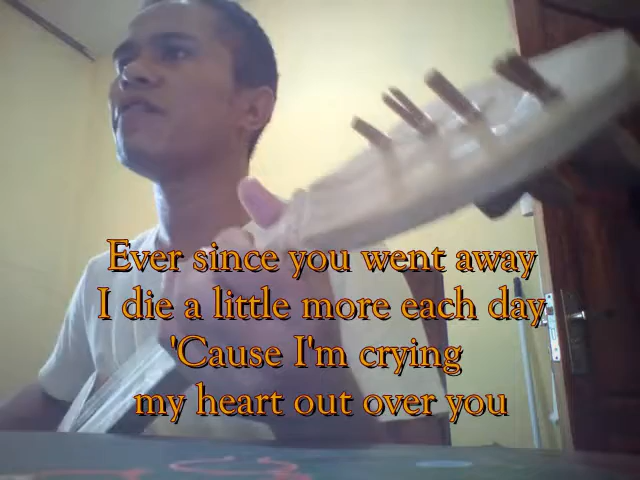 Ever since you went away
I die a little more each day
'Cause I'm crying
my heart out over you